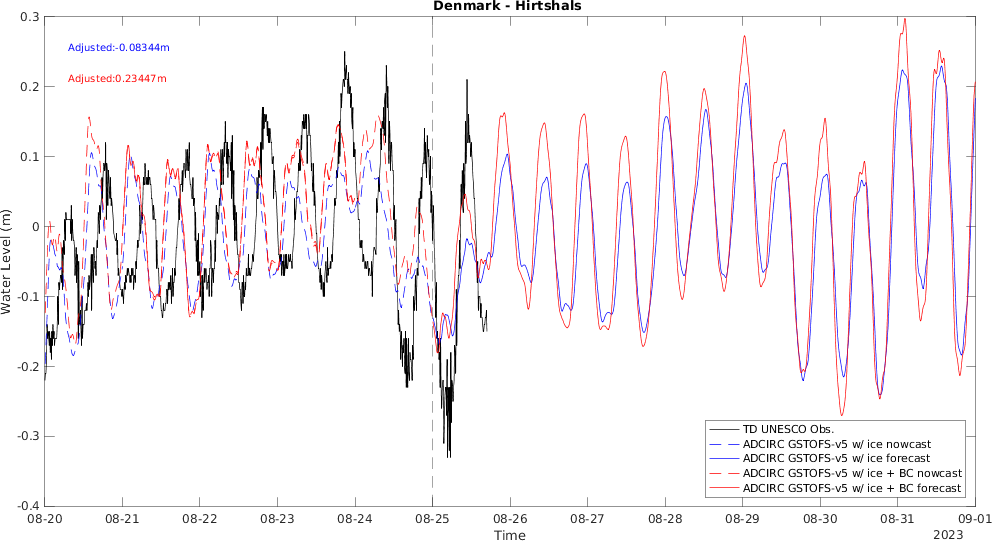 Denmark - Hirtshals
Adjusted:-0.08344m
Adjusted:0.23447m
Water Level (m)
0.3
0.2
0.1
0
-0.1
-0.2
-0.3
-0.4
TD UNESCO Obs.
ADCIRC GSTOFS-v5 w/ ice nowcast
ADCIRC GSTOFS-v5 w/ ice forecast
ADCIRC GSTOFS-v5 w/ ice + BC nowcast
ADCIRC GSTOFS-v5 w/ ice + BC forecast
08-20 08-21 08-22 08-23 08-24 08-25 08-26 08-27 08-28 08-29 08-30 08-31 09-01
Time
2023